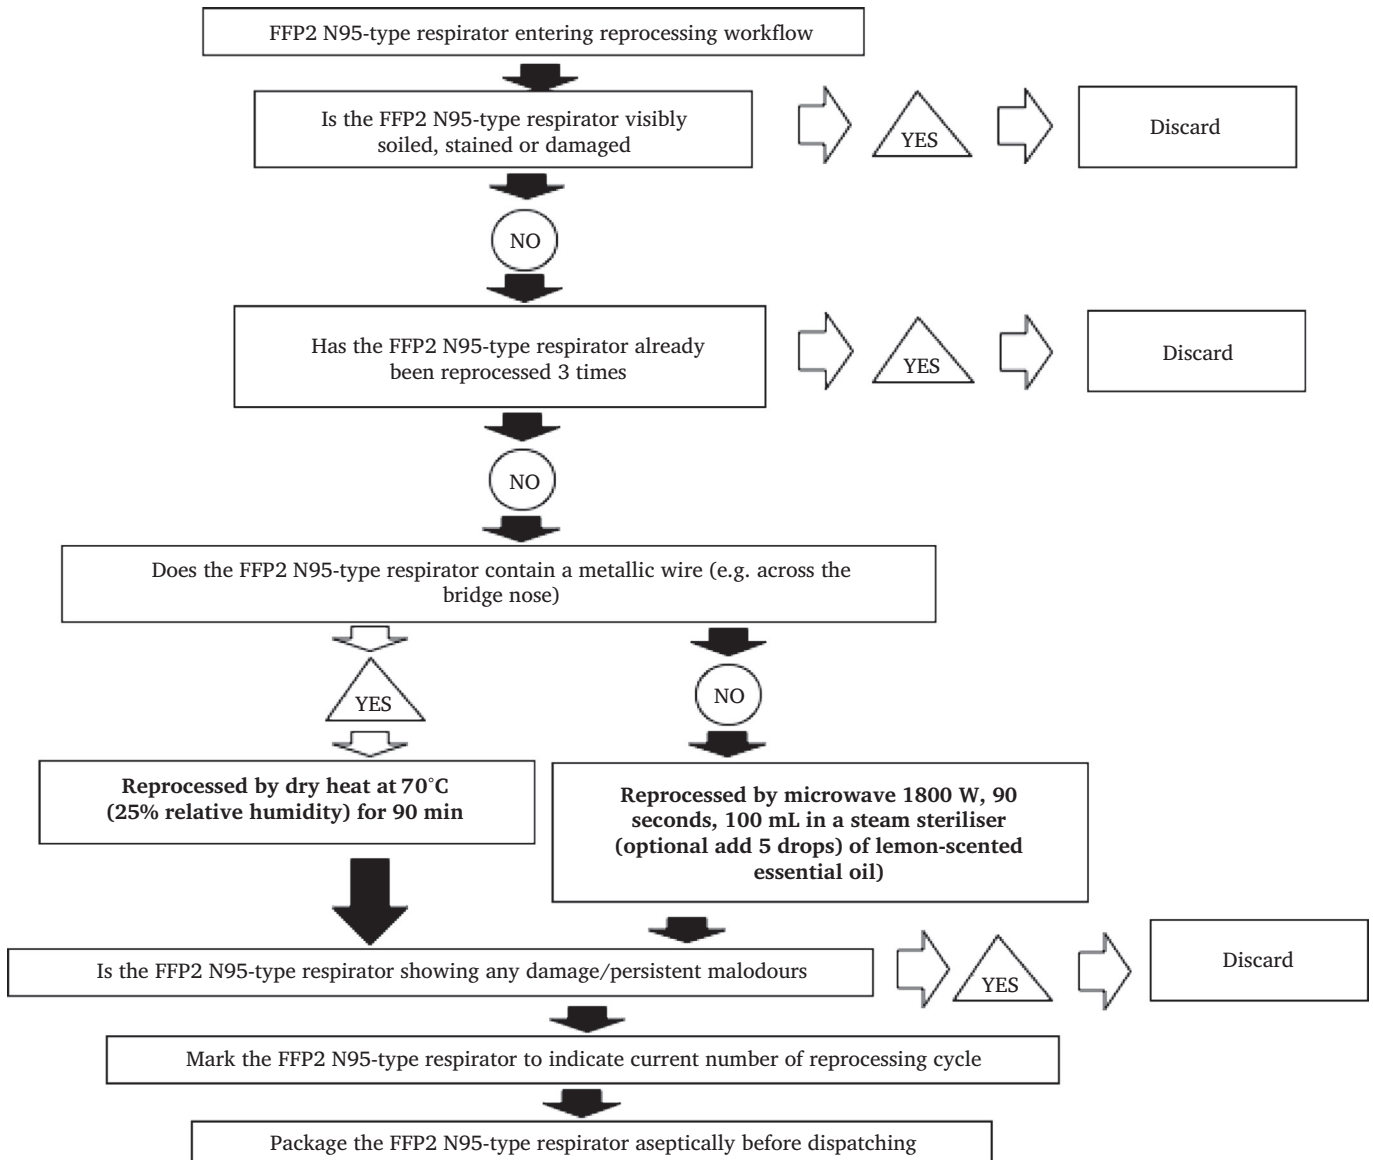 FFP2 N95-type respirator entering reprocessing workflow
Is the FFP2 N95-type respirator visibly
soiled, stained or damaged
YES
Discard
NO
Has the FFP2 N95-type respirator already
been reprocessed 3 times
YES
Discard
NO
Does the FFP2 N95-type respirator contain a metallic wire (e.g. across the
bridge nose)
YES
NO
Reprocessed by dry heat at 70°C
(25% relative humidity) for 90 min
Reprocessed by microwave 1800 W, 90
seconds, 100 mL in a steam steriliser
(optional add 5 drops) of lemon-scented
essential oil)
Is the FFP2 N95-type respirator showing any damage/persistent malodours
YES
Discard
Mark the FFP2 N95-type respirator to indicate current number of reprocessing cycle
Package the FFP2 N95-type respirator aseptically before dispatching